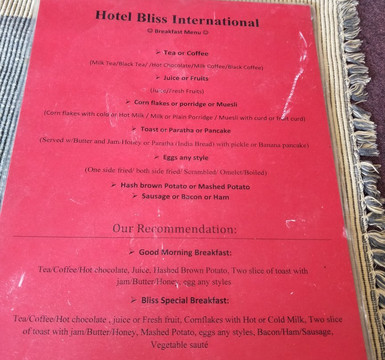 Hotel Bliss International
☺ Breakfast Menu ☺
➢ Tea or Coffee
(Milk Tea/Black Tea/ /Hot Chocolate/Milk Coffee/Black Coffee)
➢ Juice or Fruits
(Juice/Fresh Fruits)
➢ Corn flakes or porridge or Muesli
(Corn flakes with cold or Hot Milk / Milk or Plain Porridge / Muesli with curd or fruit curd)
➢ Toast or Paratha or Pancake
(Served w/Butter and Jam/Honey or Paratha (India Bread) with pickle or Banana pancake)
➢ Eggs any style
(One side fried/ both side fried/ Scrambled/ Omelet/Boiled)
➢ Hash brown Potato or Mashed Potato
➢ Sausage or Bacon or Ham
Our Recommendation:
➢ Good Morning Breakfast:
Tea/Coffee/Hot chocolate, Juice, Hashed Brown Potato, Two slice of toast with
jam/Butter/Honey, egg any styles
➢ Bliss Special Breakfast:
Tea/Coffee/Hot chocolate , juice or Fresh fruit, Cornflakes with Hot or Cold Milk, Two slice
of toast with jam/Butter/Honey, Mashed Potato, eggs any styles, Bacon/Ham/Sausage,
Vegetable sauté